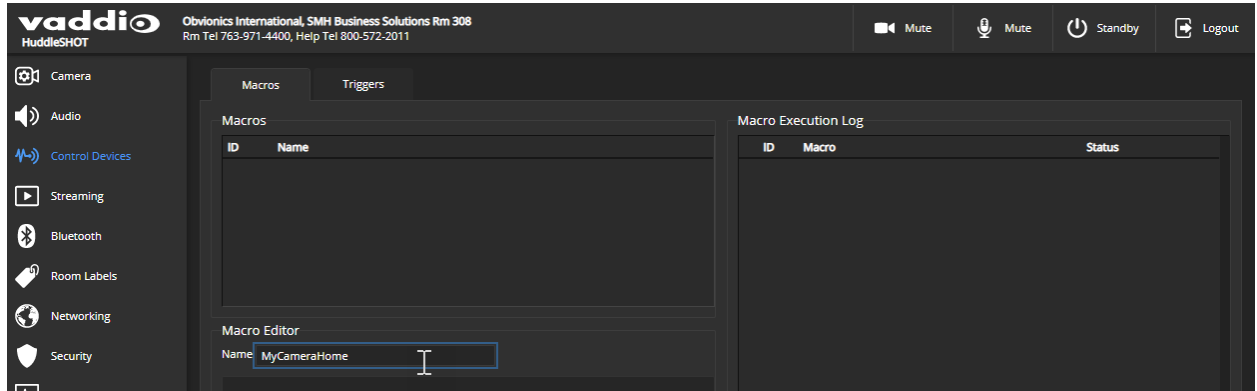 vaddio
HuddleSHOT
Obvionics International, SMH Business Solutions Rm 308
Rm Tel 763-971-4400, Help Tel 800-572-2011
Mute
Mute
Standby
Logout
Camera
Audio
Control Devices
Streaming
Bluetooth
Room Labels
Networking
Security
Macros
Triggers
Macros
ID Name
Macro Editor
Name MyCameraHome
Macro Execution Log
ID Macro Status